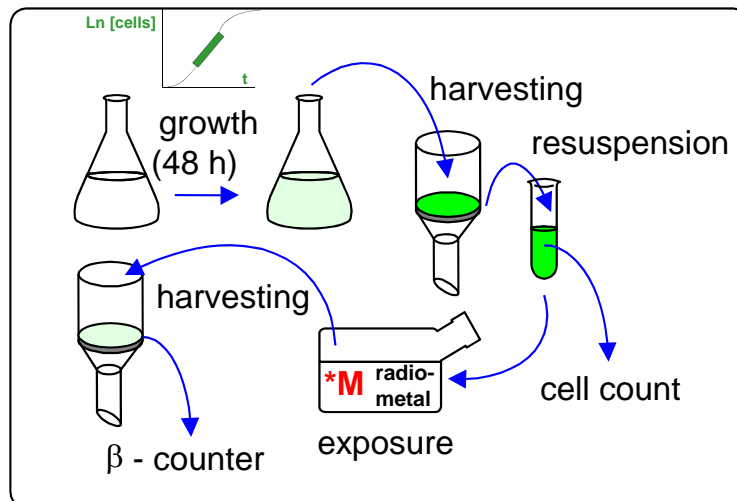 Ln [cells]
t
growth
(48 h)
harvesting
resuspension
harvesting
*M radio-
metal
cell count
exposure
β - counter